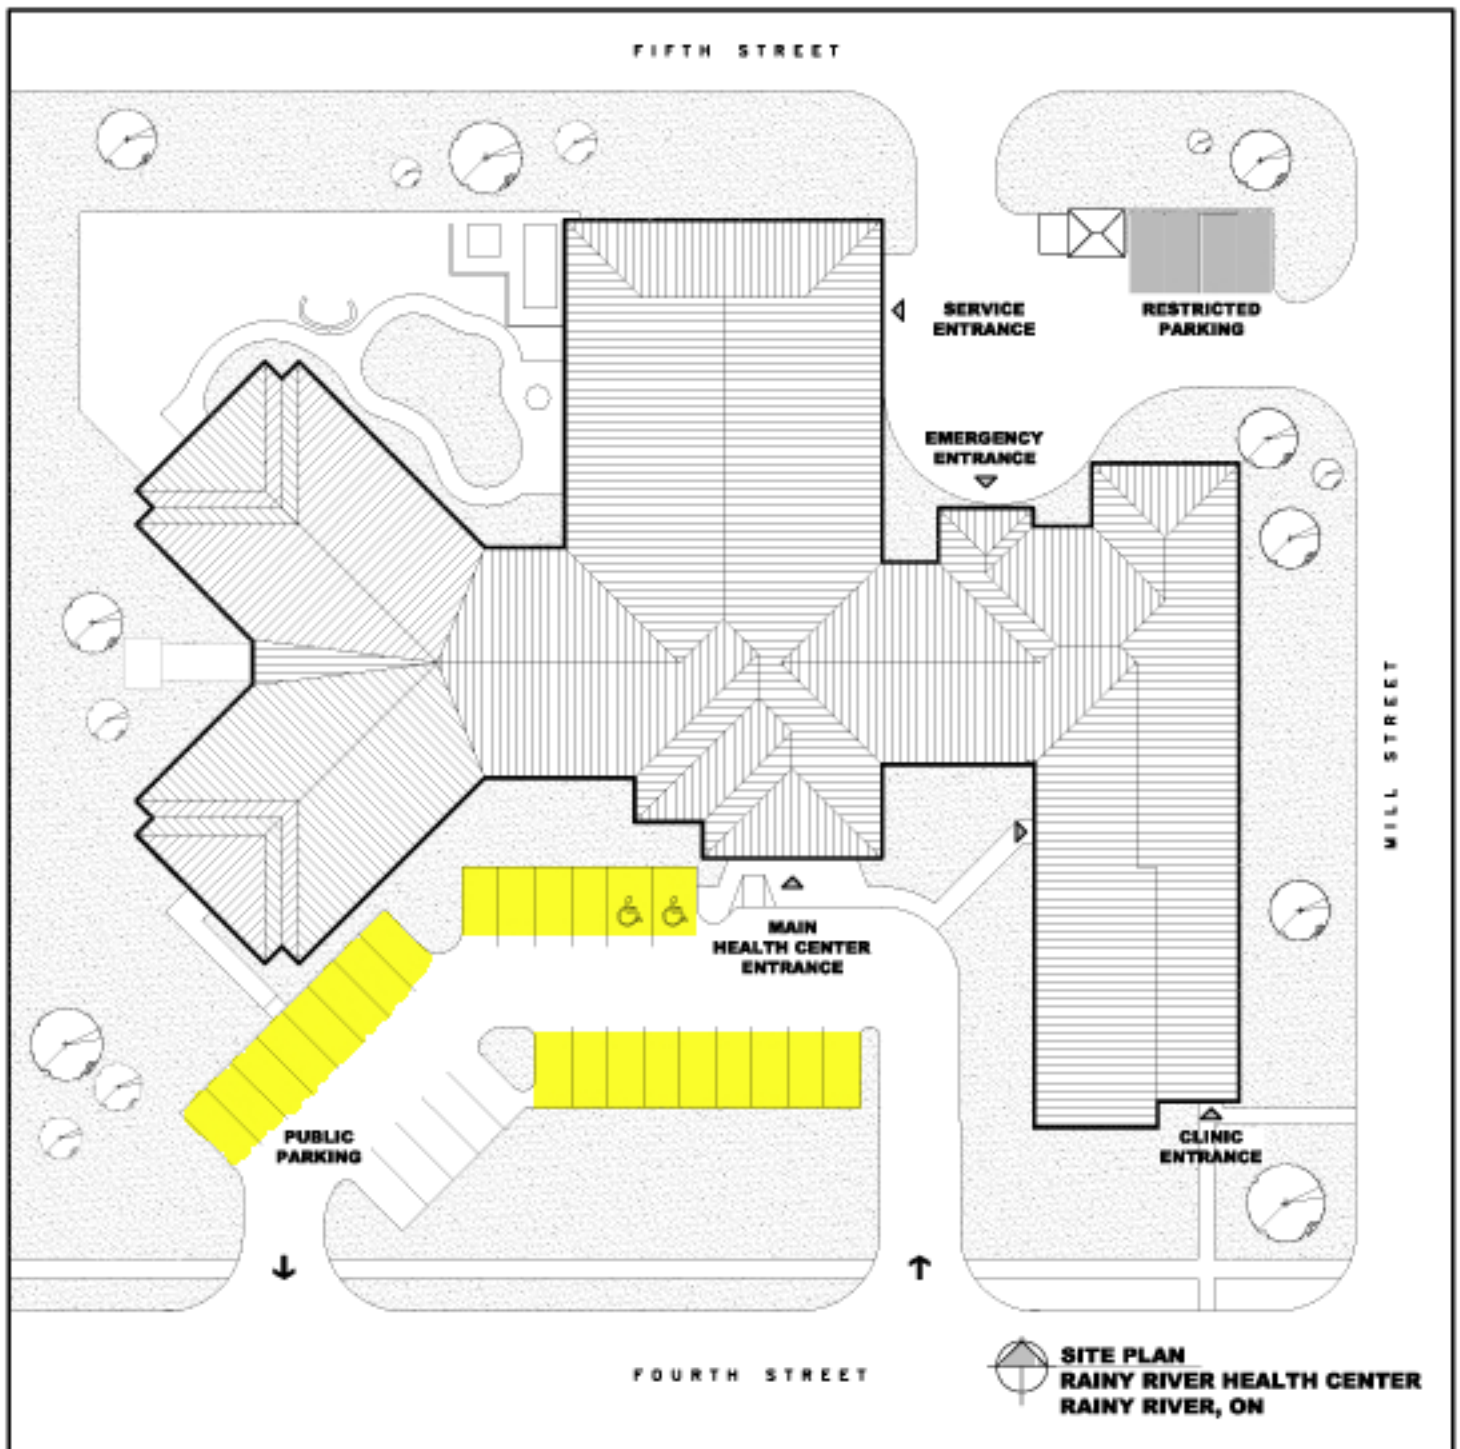 FIFTH STREET
SERVICE
ENTRANCE
RESTRICTED
PARKING
EMERGENCY
ENTRANCE
MILL STREET
MAIN
HEALTH CENTER
ENTRANCE
PUBLIC
PARKING
CLINIC
ENTRANCE
FOURTH STREET
SITE PLAN
RAINY RIVER HEALTH CENTER
RAINY RIVER, ON